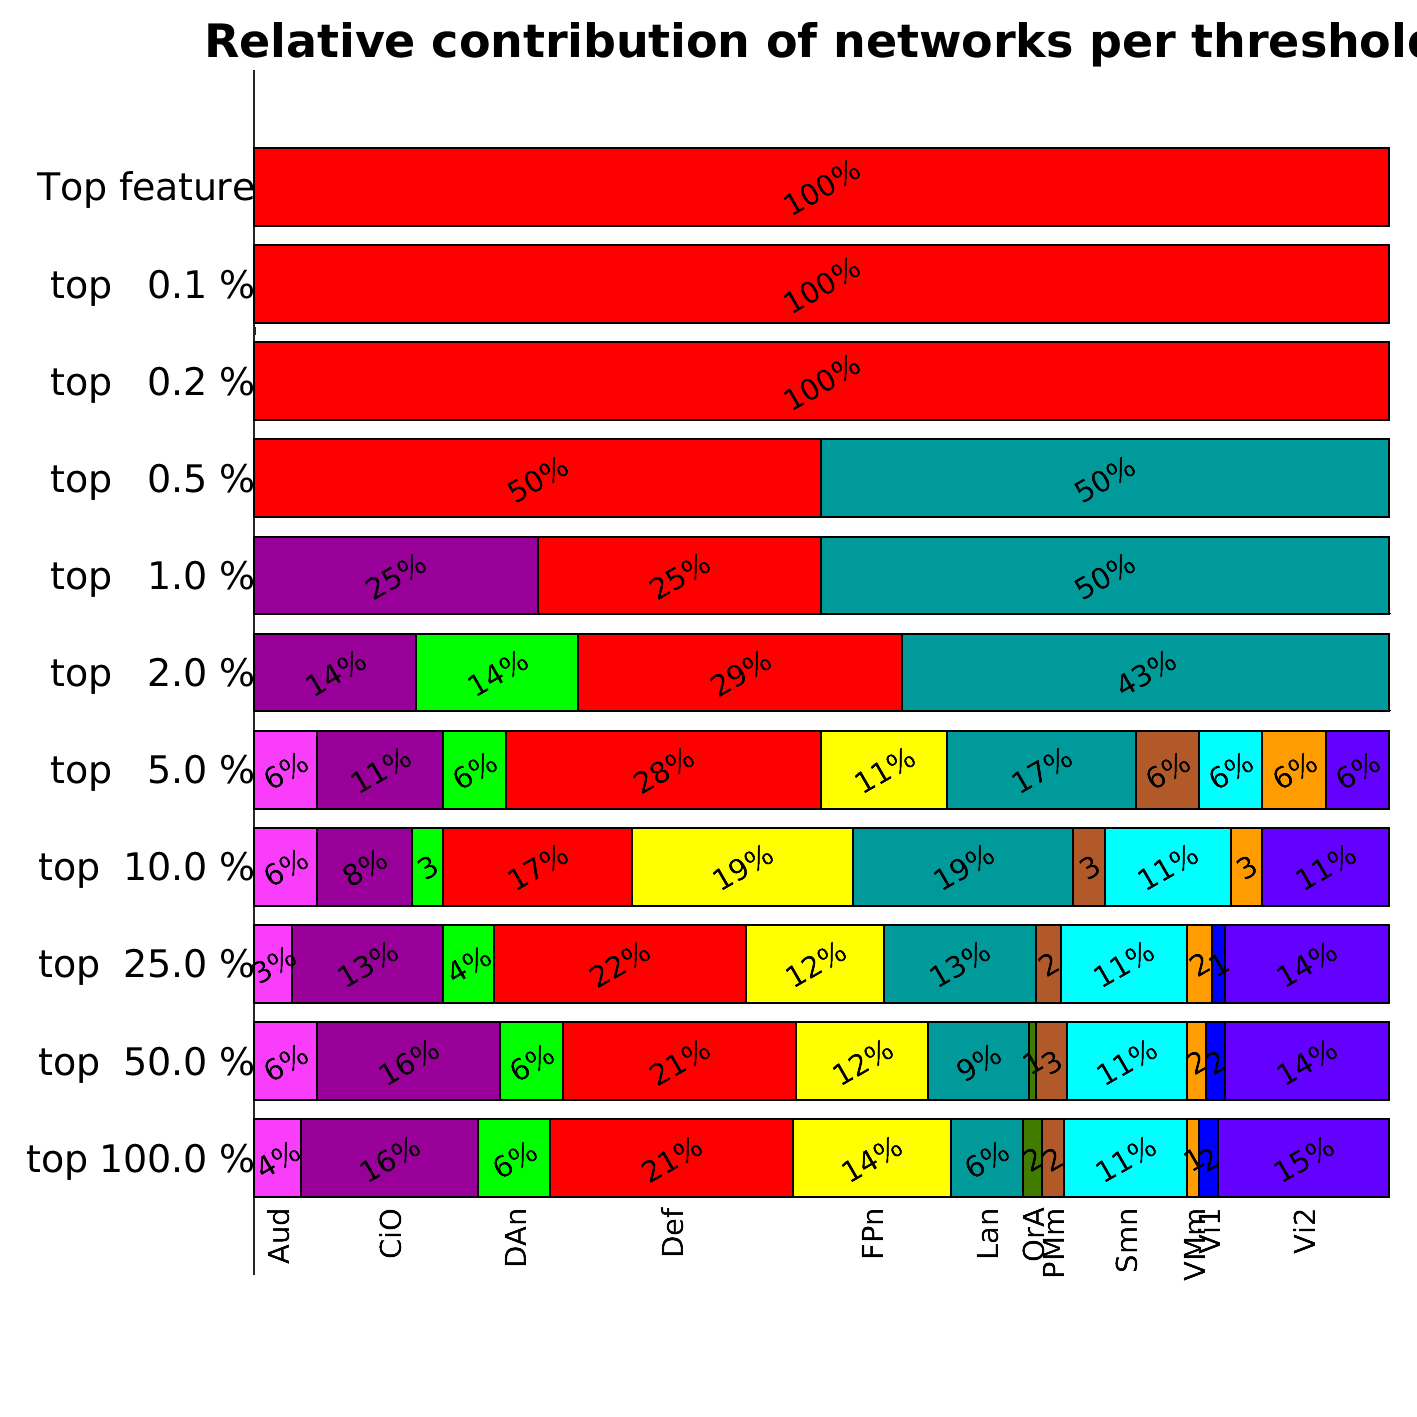 Relative contribution of networks per threshold
Top feature 100%
top 0.1 % 100%
top 0.2 % 100%
top 0.5 % 50% 50%
top 1.0 % 25% 25% 50%
top 2.0 % 14% 14% 29% 43%
top 5.0 % 6% 11% 6% 28% 11% 17% 6% 6% 6% 6%
top 10.0 % 6% 8% 3 17% 19% 19% 3 11% 3 11%
top 25.0 % 3% 13% 4% 22% 12% 13% 2 11% 2 1 14%
top 50.0 % 6% 16% 6% 21% 12% 9% 1 3 11% 2 2 14%
top 100.0 % 4% 16% 6% 21% 14% 6% 2 2 11% 1 2 15%
Aud CiO DAn Def FPn Lan OrA PMm Smn VMm Vi1 Vi2